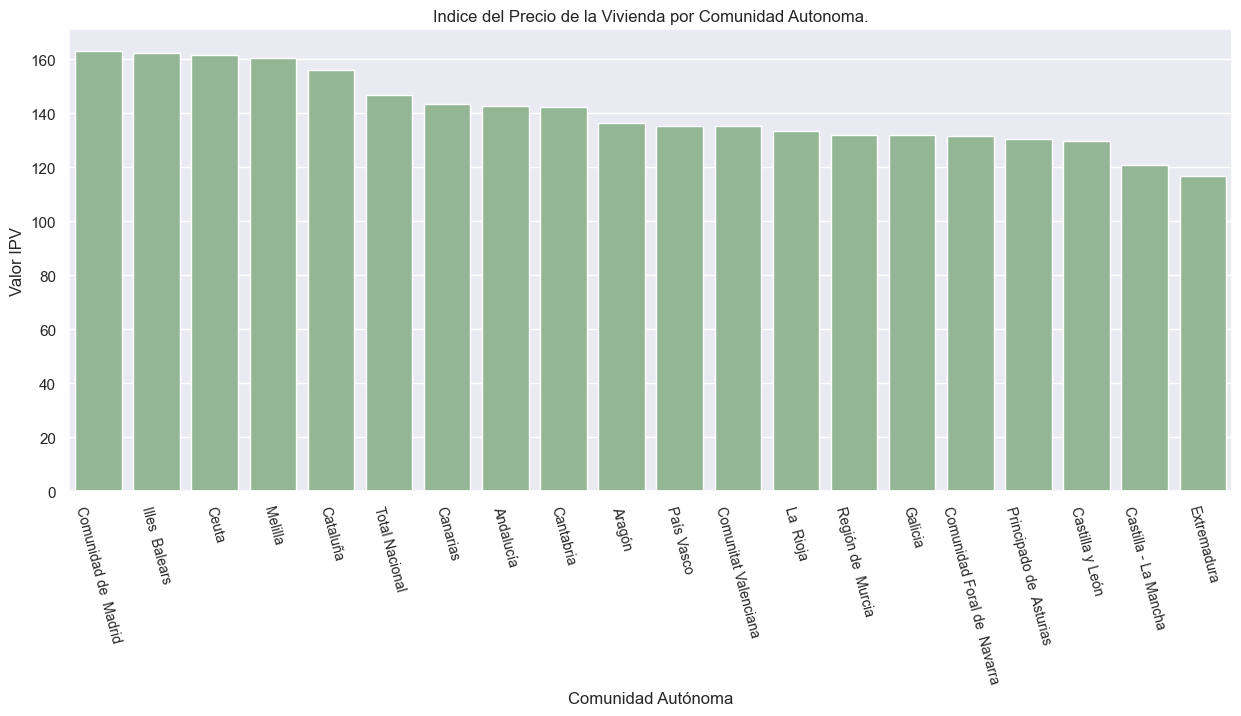 Indice del Precio de la Vivienda por Comunidad Autonoma.
Valor IPV
160
140
120
100
80
60
40
20
0
Comunidad de  Madrid
Illes  Balears
Ceuta
Melilla
Cataluña
Total Nacional
Canarias
Andalucía
Cantabria
Aragón
País Vasco
Comunitat Valenciana
La  Rioja
Región de  Murcia
Galicia
Comunidad Foral de  Navarra
Principado de  Asturias
Castilla y León
Castilla - La Mancha
Extremadura
Comunidad Autónoma